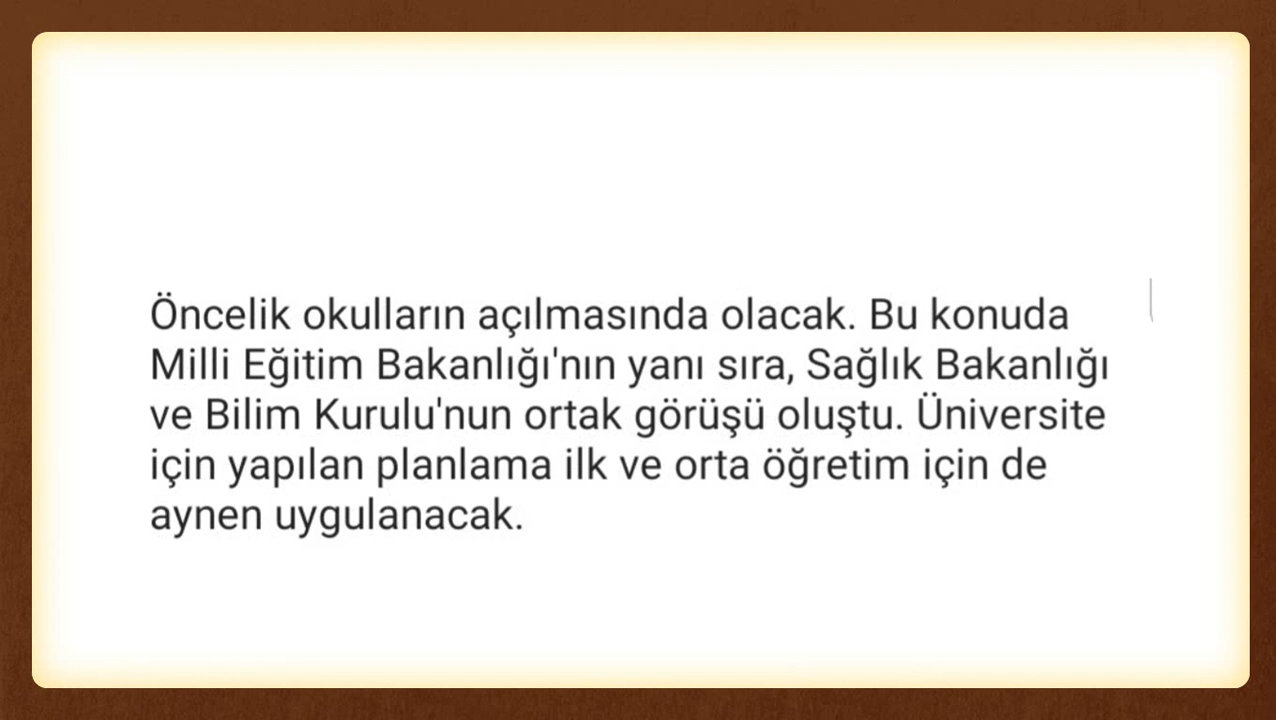 Öncelik okulların açılmasında olacak. Bu konuda
Milli Eğitim Bakanlığı'nın yanı sıra, Sağlık Bakanlığı
ve Bilim Kurulu'nun ortak görüşü oluştu. Üniversite
için yapılan planlama ilk ve orta öğretim için de
aynen uygulanacak.